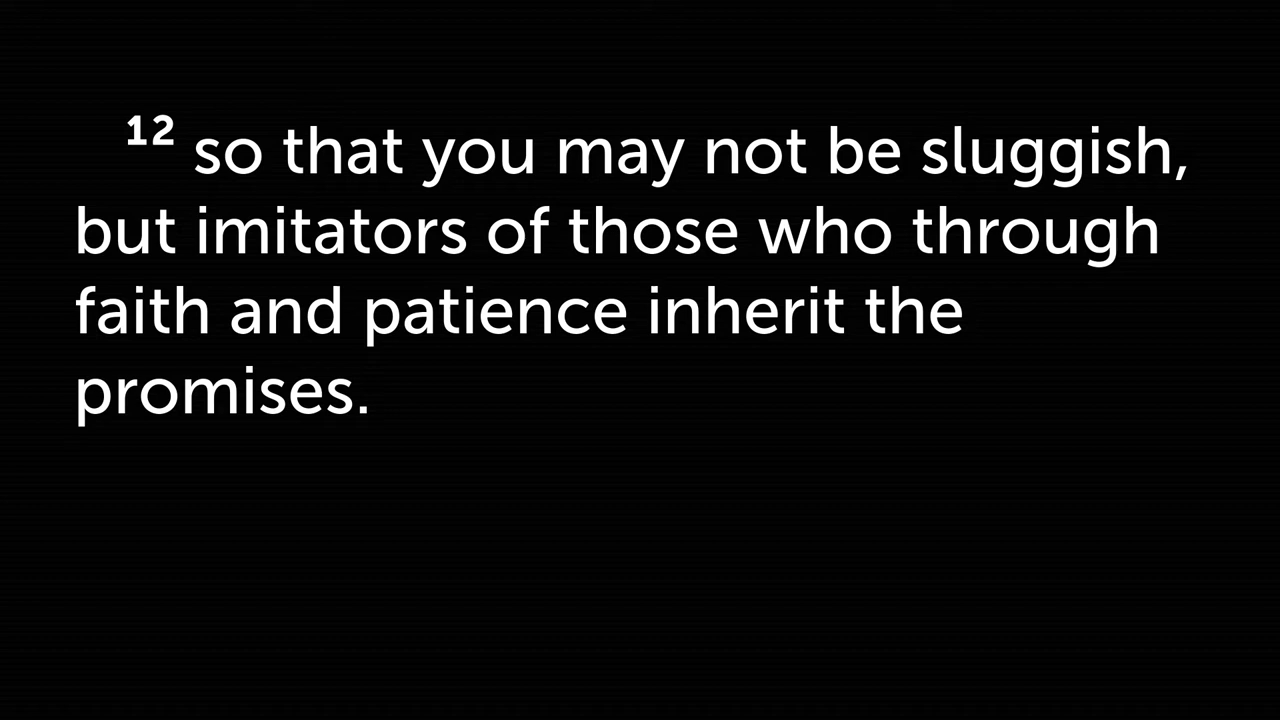 12 so that you may not be sluggish,
but imitators of those who through
faith and patience inherit the
promises.